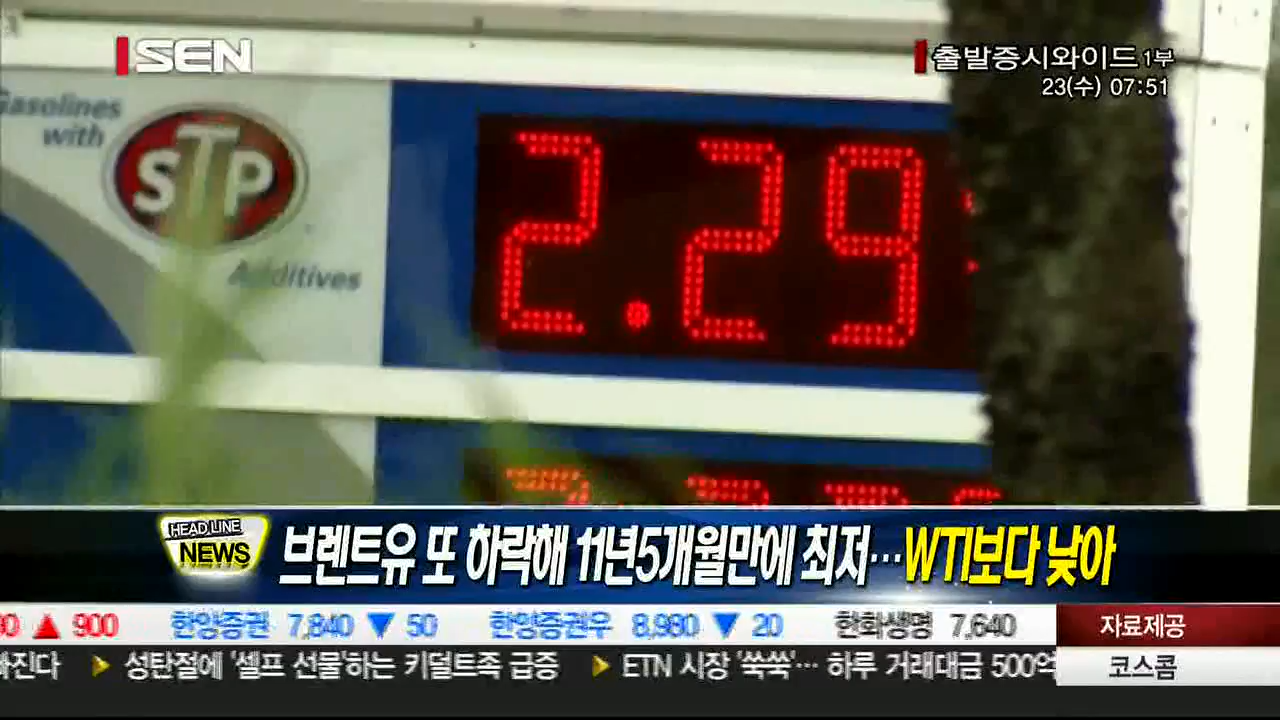 SEN
출발증시와이드 1부
23(수) 07:51
Gasolines
with
STP
Additives
2.29
HEAD LINE
NEWS
브렌트유 또 하락해 11년5개월만에 최저…WTI보다 낮아
▲ 900 한양증권 7,840 ▼ 50 한양증권우 8,980 ▼ 20 한화생명 7,640
자료제공
성탄절에 '셀프 선물'하는 키덜트족 급증 ETN 시장 '쑥쑥'… 하루 거래대금 500억
코스콤